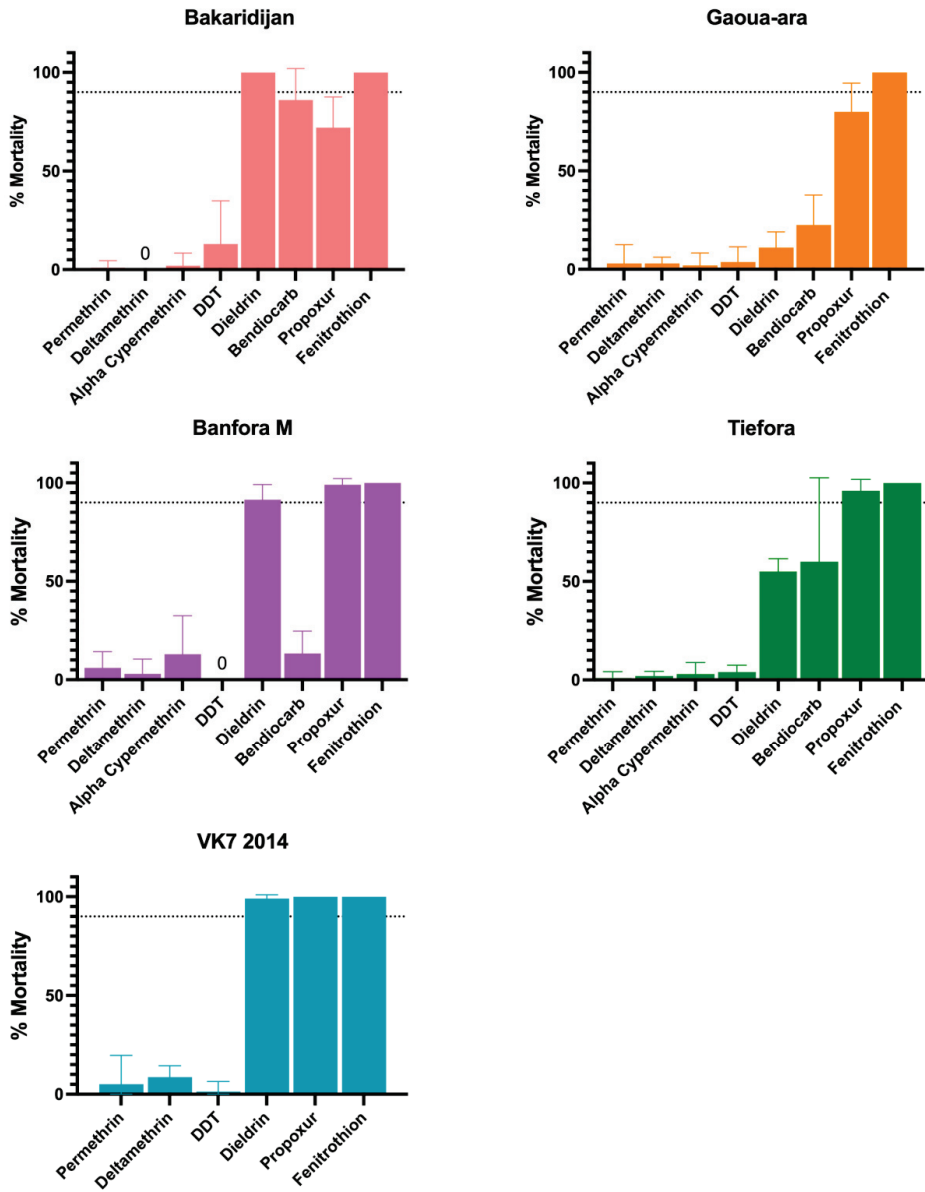 Bakaridijan
% Mortality
100
50
0
0
Permethrin
Deltamethrin
Alpha Cypermethrin
DDT
Dieldrin
Bendiocarb
Propoxur
Fenitrothion
Gaoua-ara
% Mortality
100
50
0
Permethrin
Deltamethrin
Alpha Cypermethrin
DDT
Dieldrin
Bendiocarb
Propoxur
Fenitrothion
Banfora M
% Mortality
100
50
0
0
Permethrin
Deltamethrin
Alpha Cypermethrin
DDT
Dieldrin
Bendiocarb
Propoxur
Fenitrothion
Tiefora
% Mortality
100
50
0
Permethrin
Deltamethrin
Alpha Cypermethrin
DDT
Dieldrin
Bendiocarb
Propoxur
Fenitrothion
VK7 2014
% Mortality
100
50
0
Permethrin
Deltamethrin
DDT
Dieldrin
Propoxur
Fenitrothion